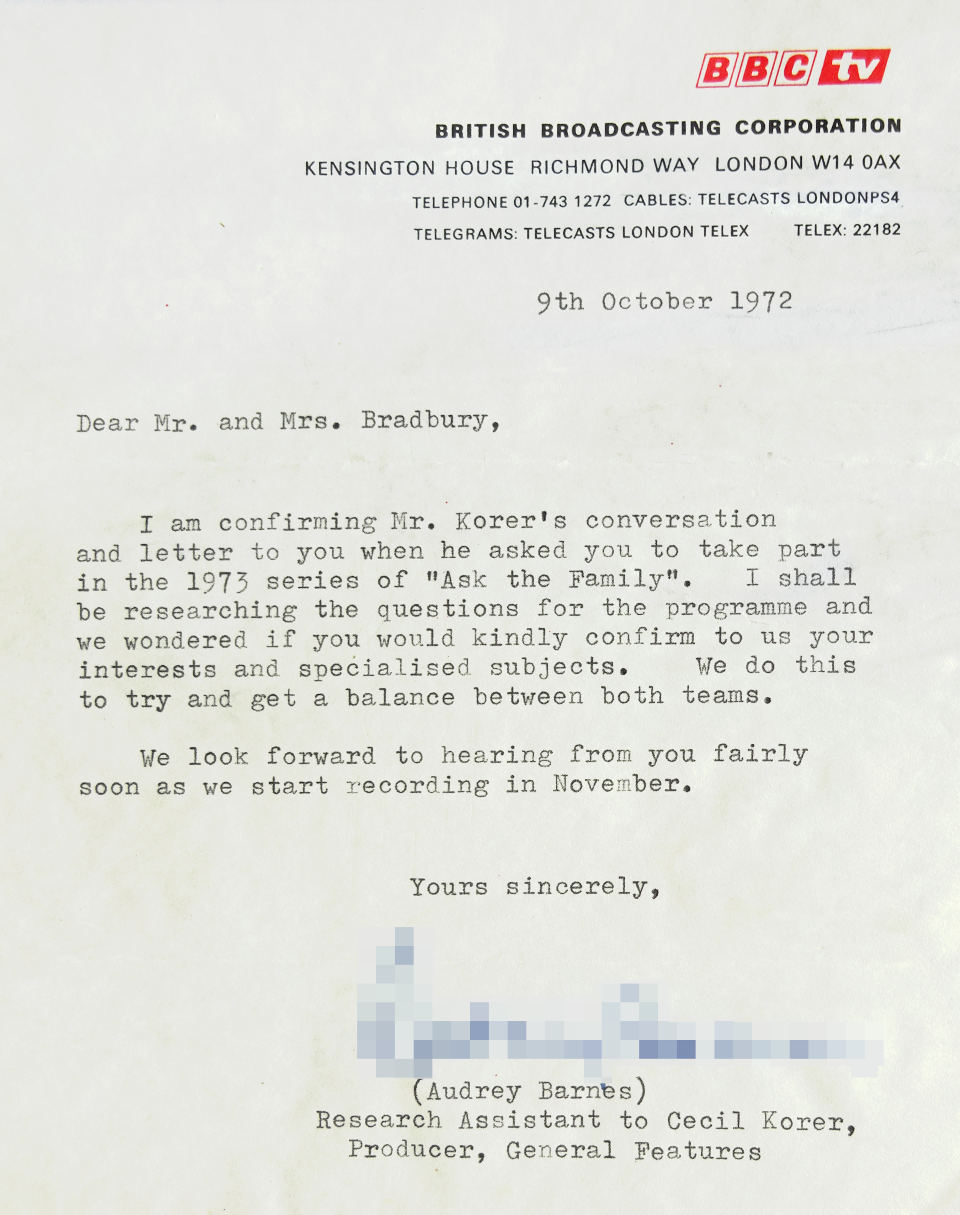 BBC tv
BRITISH BROADCASTING CORPORATION
KENSINGTON HOUSE RICHMOND WAY LONDON W14 0AX
TELEPHONE 01-743 1272 CABLES: TELECASTS LONDONPS4
TELEGRAMS: TELECASTS LONDON TELEX TELEX: 22182
9th October 1972
Dear Mr. and Mrs. Bradbury,
I am confirming Mr. Korer's conversation
and letter to you when he asked you to take part
in the 1973 series of "Ask the Family". I shall
be researching the questions for the programme and
we wondered if you would kindly confirm to us your
interests and specialised subjects. We do this
to try and get a balance between both teams.
We look forward to hearing from you fairly
soon as we start recording in November.
Yours sincerely,
(Audrey Barnes)
Research Assistant to Cecil Korer,
Producer, General Features